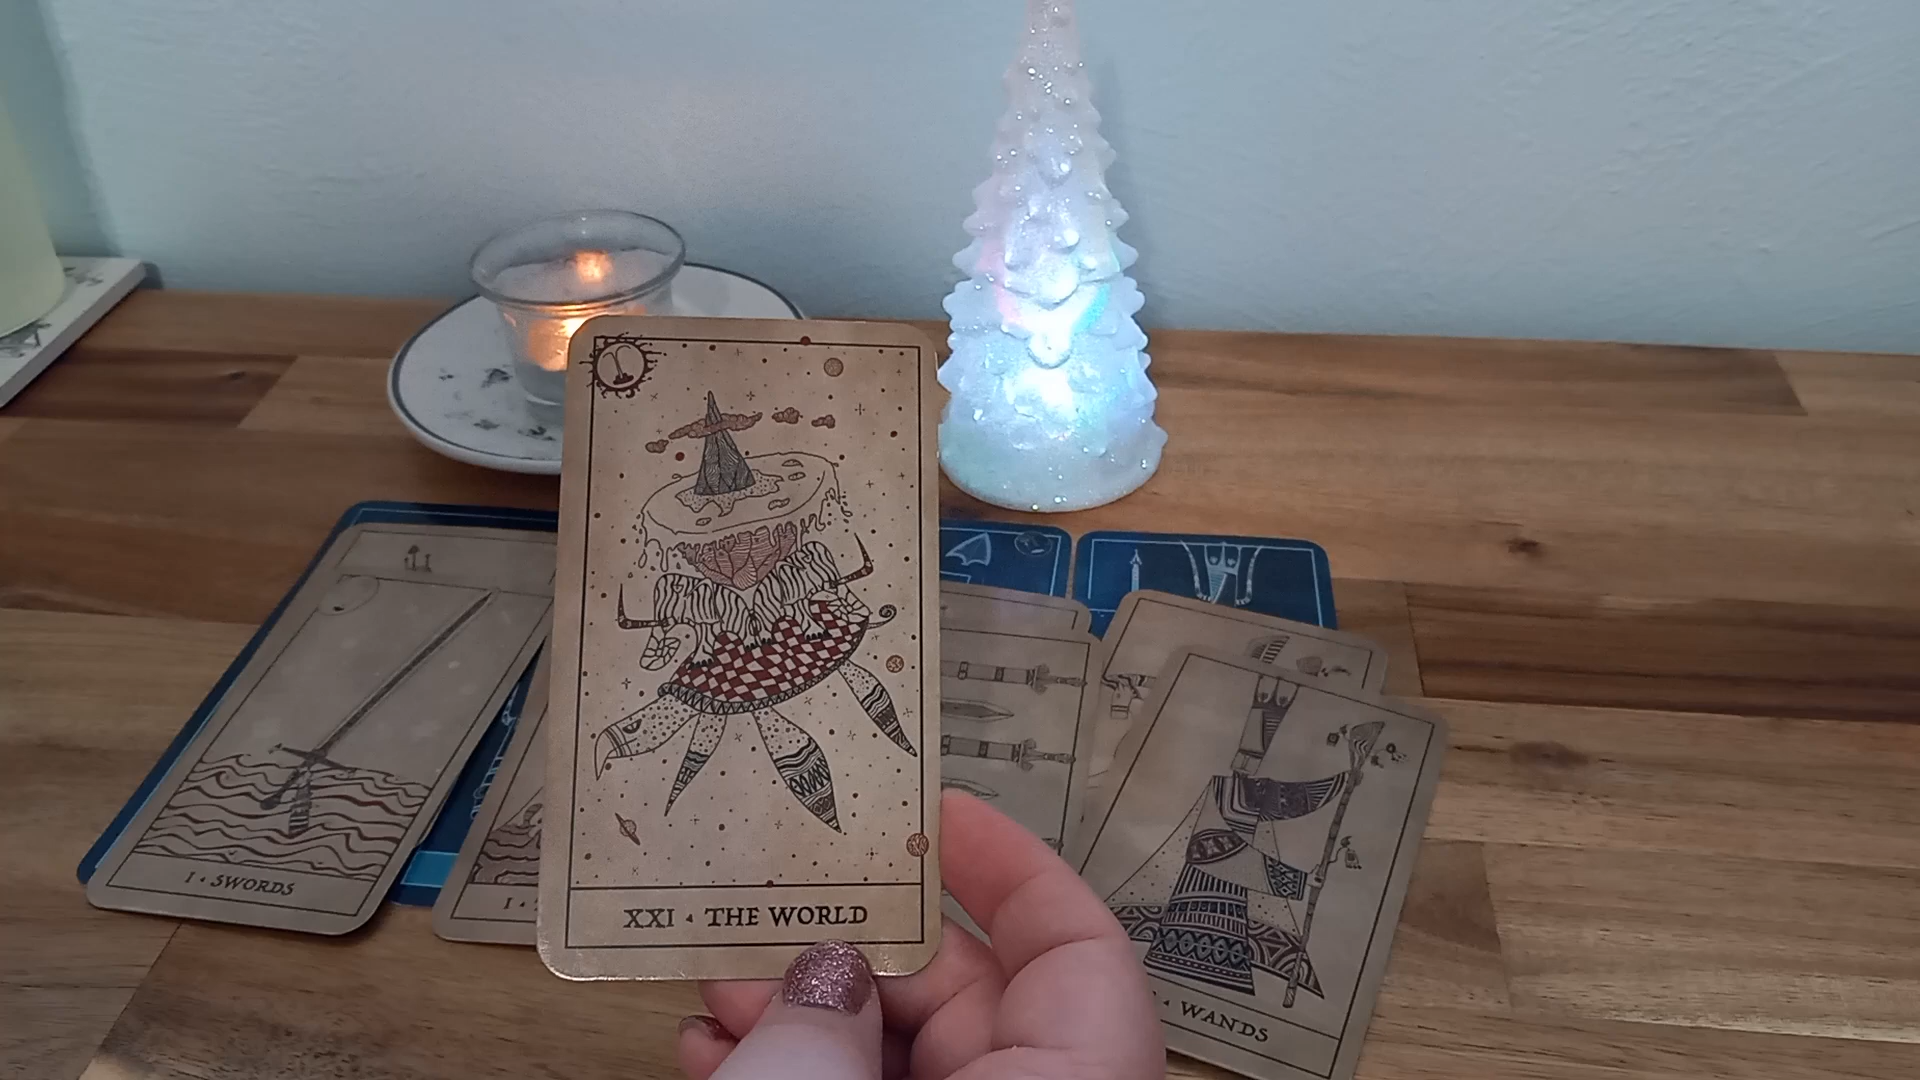 I • SWORDS
I •
XXI • THE WORLD
• WANDS